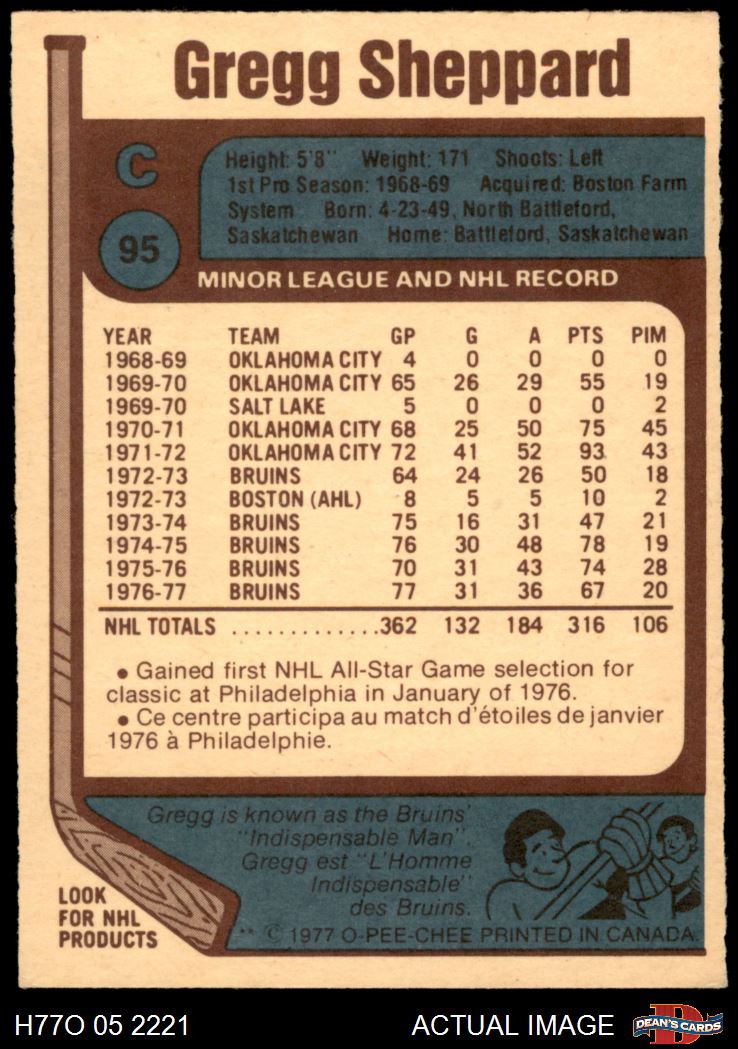 Gregg Sheppard
C
95
Height: 5'8" Weight: 171 Shoots: Left
1st Pro Season: 1968-69 Acquired: Boston Farm
System Born: 4-23-49, North Battleford,
Saskatchewan Home: Battleford, Saskatchewan
MINOR LEAGUE AND NHL RECORD
YEAR TEAM GP G A PTS PIM
1968-69 OKLAHOMA CITY 4 0 0 0 0
1969-70 OKLAHOMA CITY 65 26 29 55 19
1969-70 SALT LAKE 5 0 0 0 2
1970-71 OKLAHOMA CITY 68 25 50 75 45
1971-72 OKLAHOMA CITY 72 41 52 93 43
1972-73 BRUINS 64 24 26 50 18
1972-73 BOSTON (AHL) 8 5 5 10 2
1973-74 BRUINS 75 16 31 47 21
1974-75 BRUINS 76 30 48 78 19
1975-76 BRUINS 70 31 43 74 28
1976-77 BRUINS 77 31 36 67 20
NHL TOTALS .............362 132 184 316 106
• Gained first NHL All-Star Game selection for
classic at Philadelphia in January of 1976.
• Ce centre participa au match d'étoiles de janvier
1976 à Philadelphie.
Gregg is known as the Bruins'
"Indispensable Man".
Gregg est "L'Homme
Indispensable"
des Bruins.
LOOK
FOR NHL
PRODUCTS
** © 1977 O-PEE-CHEE PRINTED IN CANADA.
H77O 05 2221 ACTUAL IMAGE
D
DEAN'S CARDS